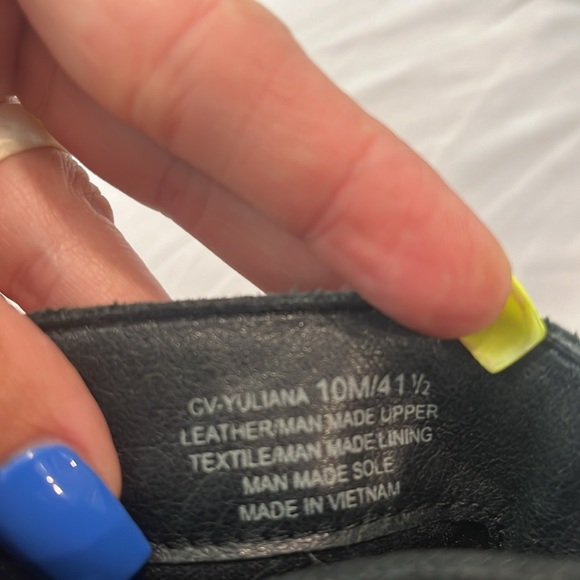 CV-YULIANA 10M/41 ½
LEATHER/MAN MADE UPPER
TEXTILE/MAN MADE LINING
MAN MADE SOLE
MADE IN VIETNAM